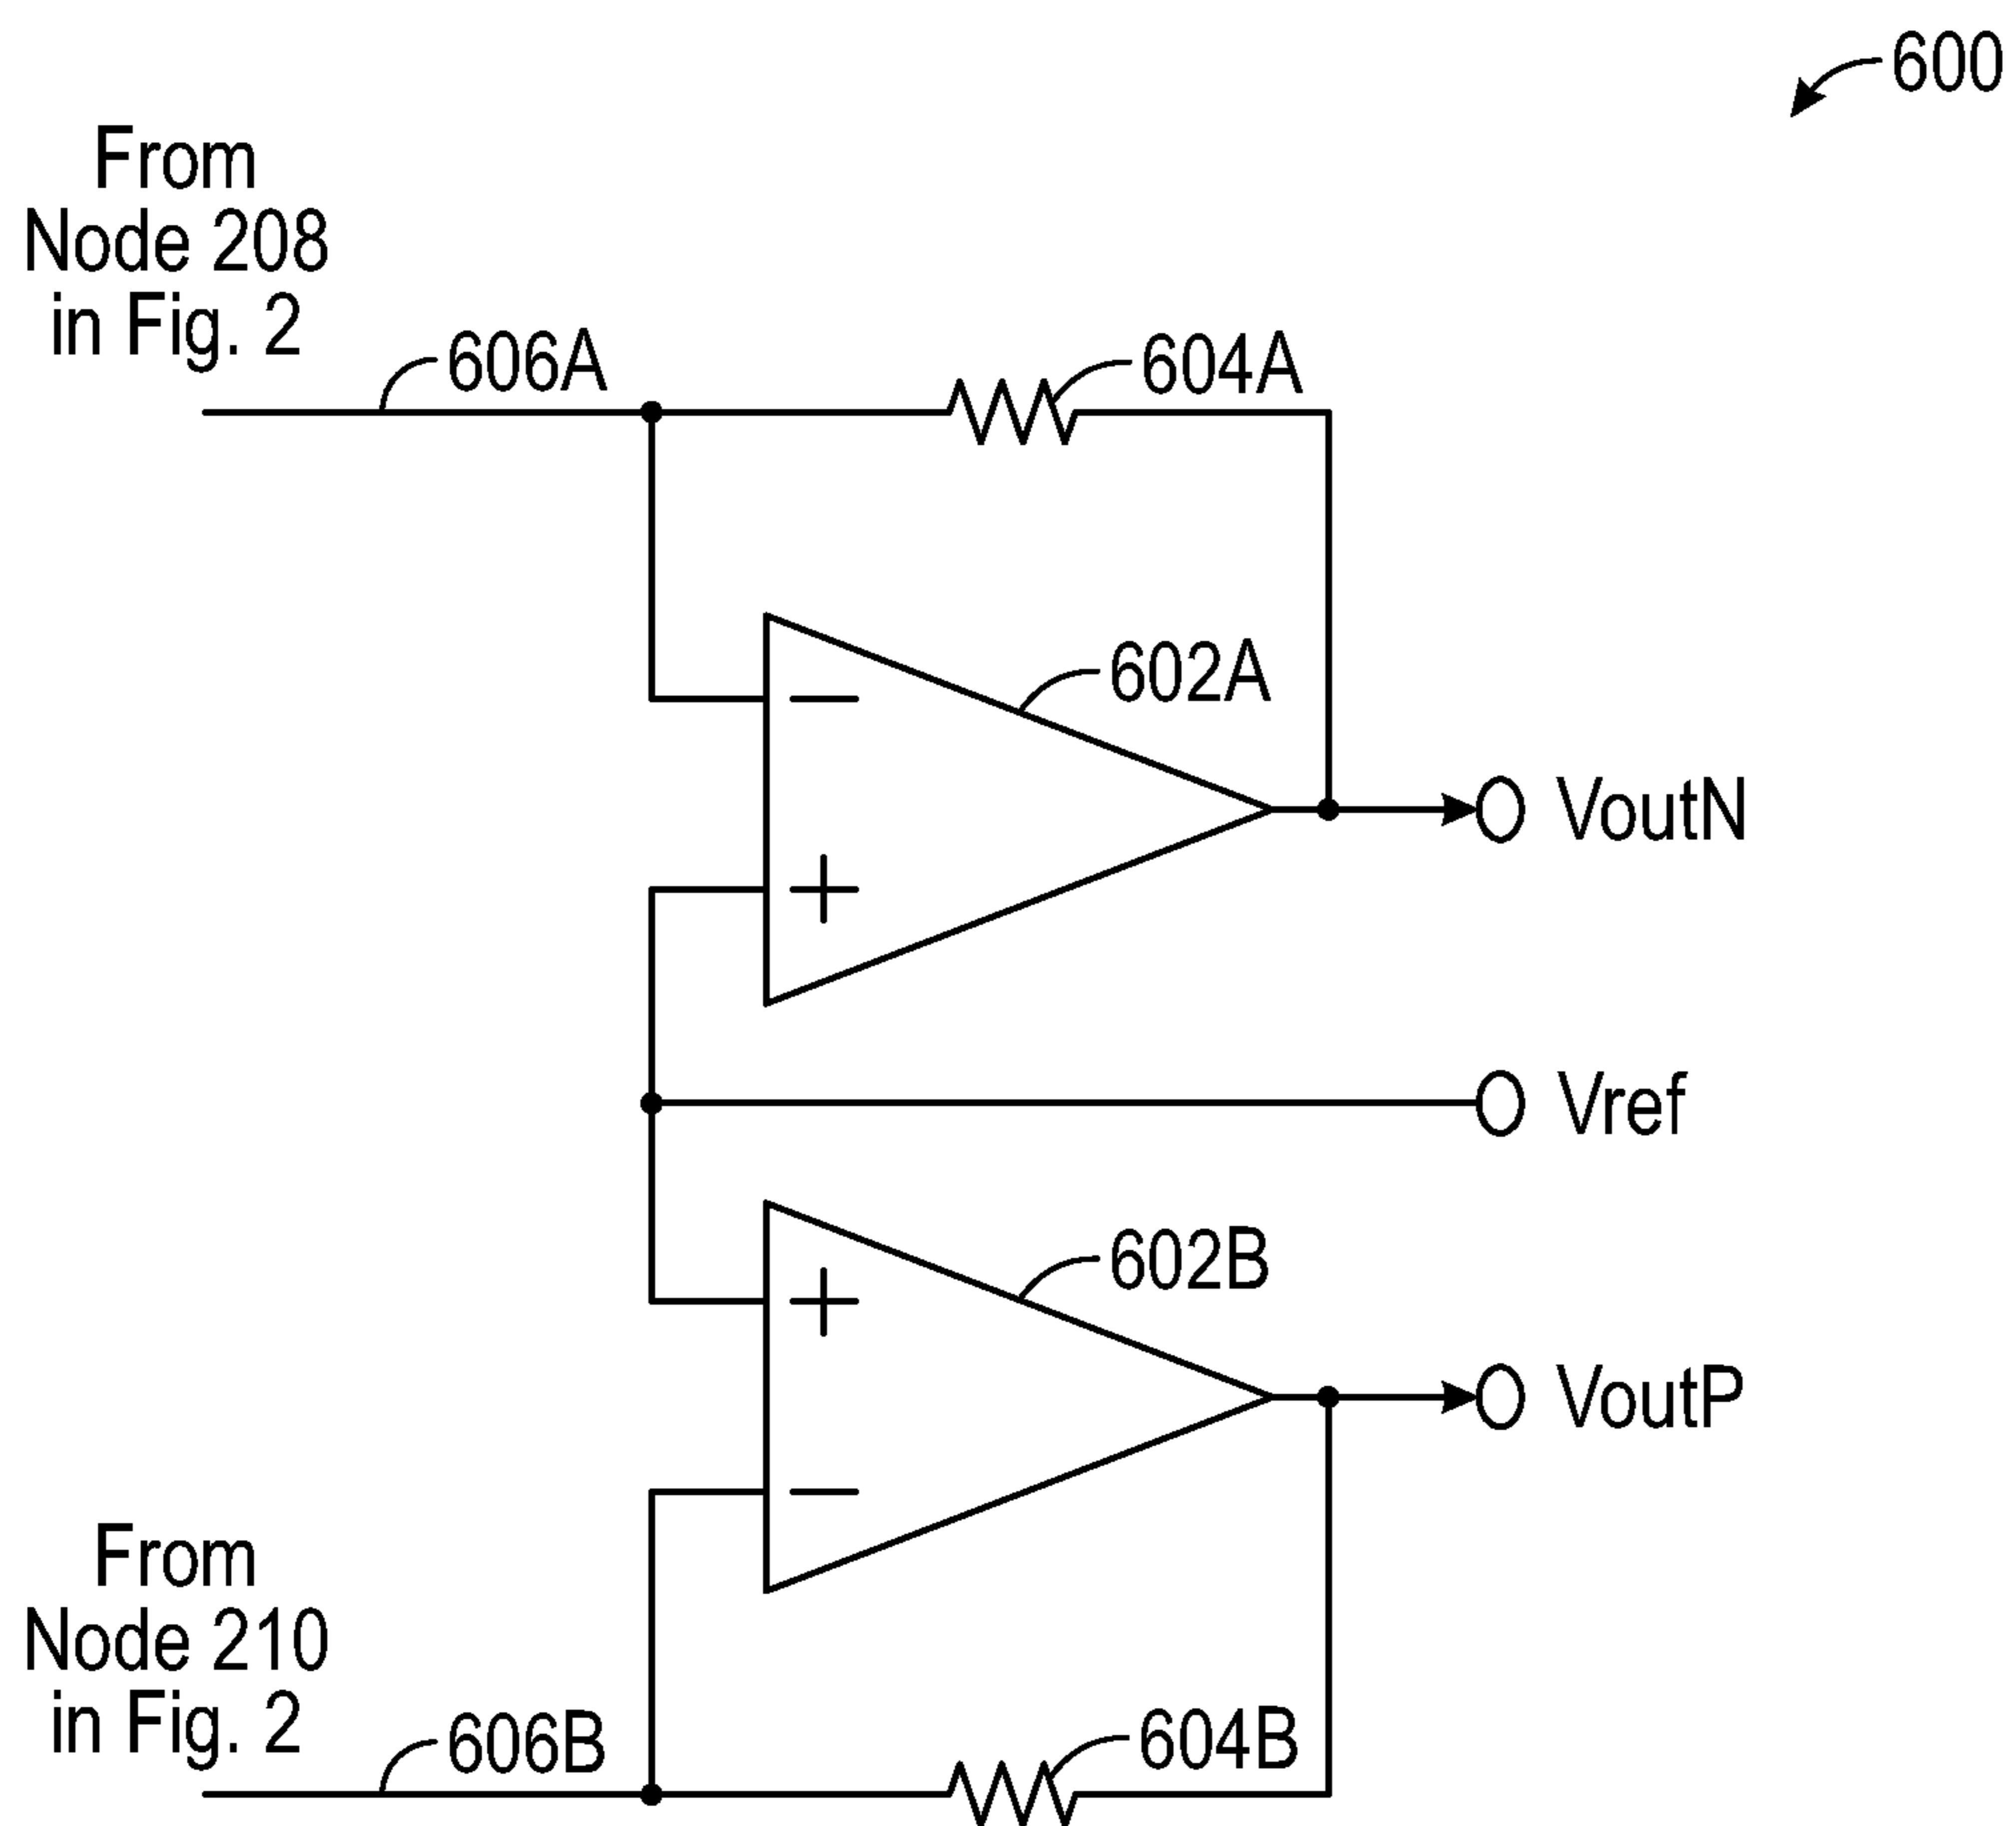 600
From
Node 208
in Fig. 2
606A
604A
602A
−
VoutN
+
Vref
602B
+
VoutP
−
From
Node 210
in Fig. 2
606B
604B